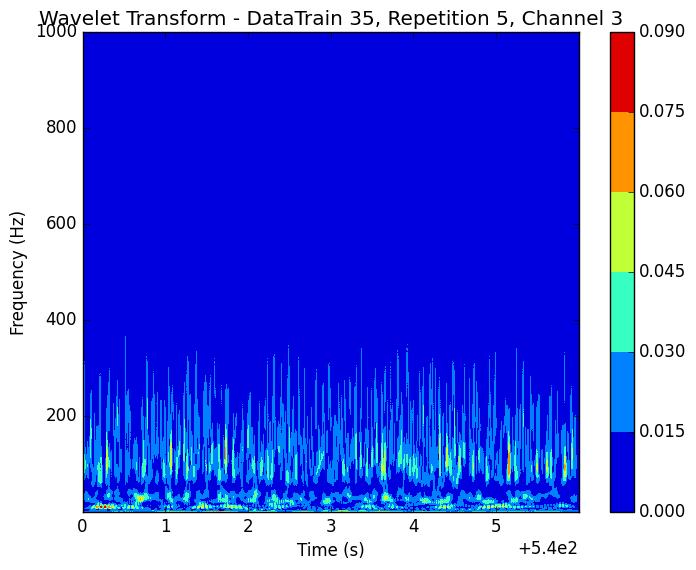 Wavelet Transform - DataTrain 35, Repetition 5, Channel 3
1000
800
600
400
200
Frequency (Hz)
0 1 2 3 4 5
+5.4e2
Time (s)
0.090
0.075
0.060
0.045
0.030
0.015
0.000